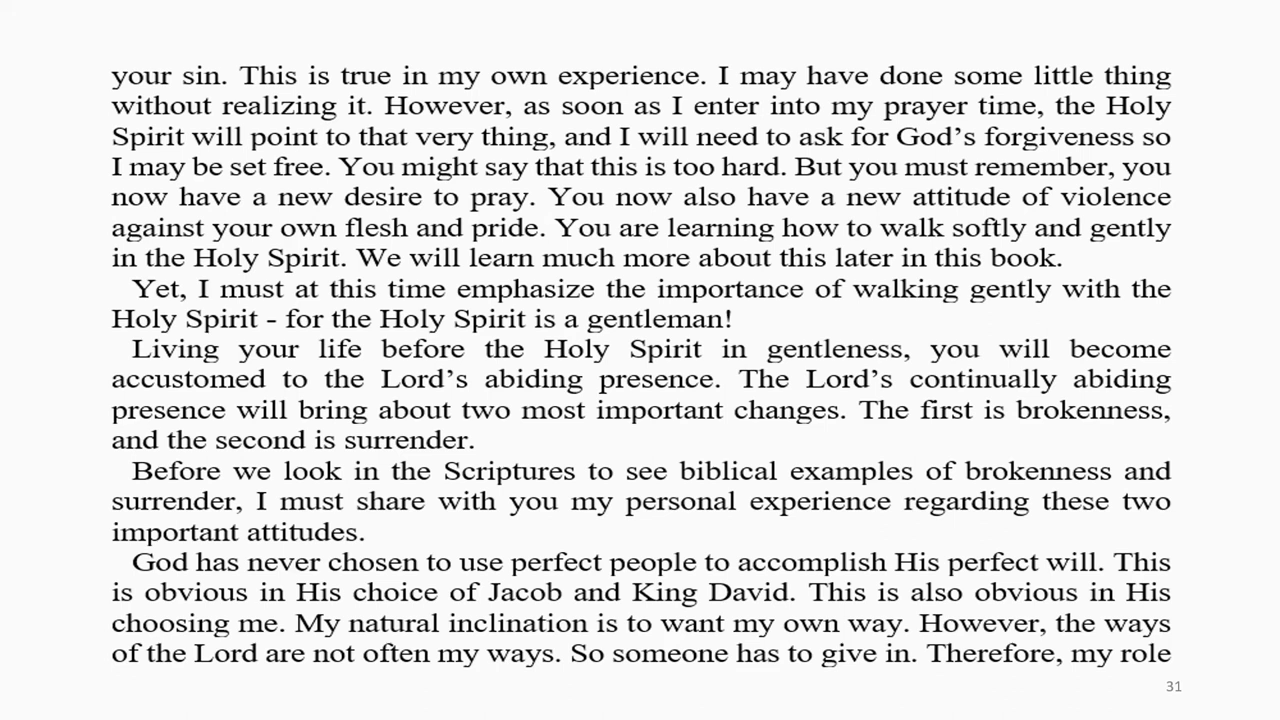 your sin. This is true in my own experience. I may have done some little thing
without realizing it. However, as soon as I enter into my prayer time, the Holy
Spirit will point to that very thing, and I will need to ask for God's forgiveness so
I may be set free. You might say that this is too hard. But you must remember, you
now have a new desire to pray. You now also have a new attitude of violence
against your own flesh and pride. You are learning how to walk softly and gently
in the Holy Spirit. We will learn much more about this later in this book.
Yet, I must at this time emphasize the importance of walking gently with the
Holy Spirit - for the Holy Spirit is a gentleman!
Living your life before the Holy Spirit in gentleness, you will become
accustomed to the Lord's abiding presence. The Lord's continually abiding
presence will bring about two most important changes. The first is brokenness,
and the second is surrender.
Before we look in the Scriptures to see biblical examples of brokenness and
surrender, I must share with you my personal experience regarding these two
important attitudes.
God has never chosen to use perfect people to accomplish His perfect will. This
is obvious in His choice of Jacob and King David. This is also obvious in His
choosing me. My natural inclination is to want my own way. However, the ways
of the Lord are not often my ways. So someone has to give in. Therefore, my role
31